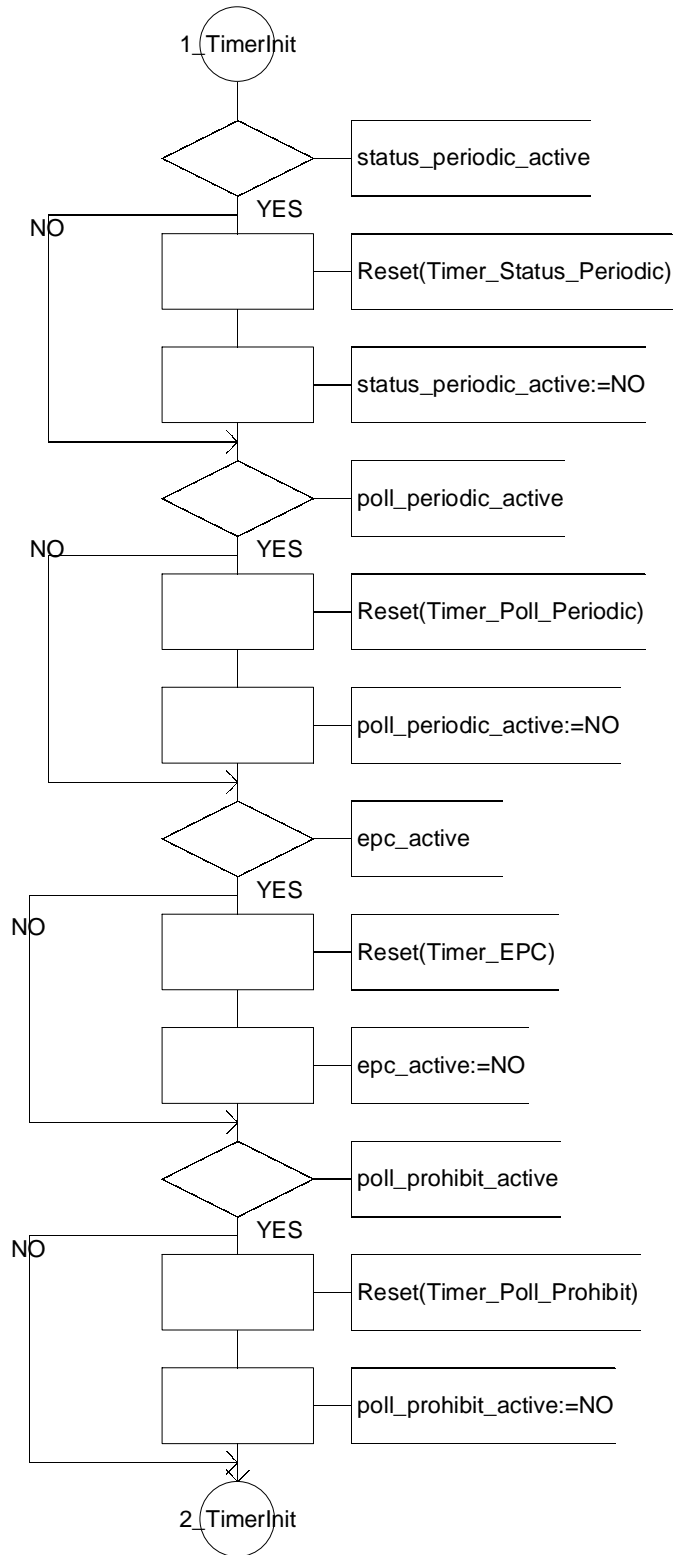 1_TimerInit
status_periodic_active
YES
NO
Reset(Timer_Status_Periodic)
status_periodic_active:=NO
poll_periodic_active
YES
NO
Reset(Timer_Poll_Periodic)
poll_periodic_active:=NO
epc_active
YES
NO
Reset(Timer_EPC)
epc_active:=NO
poll_prohibit_active
YES
NO
Reset(Timer_Poll_Prohibit)
poll_prohibit_active:=NO
2_TimerInit